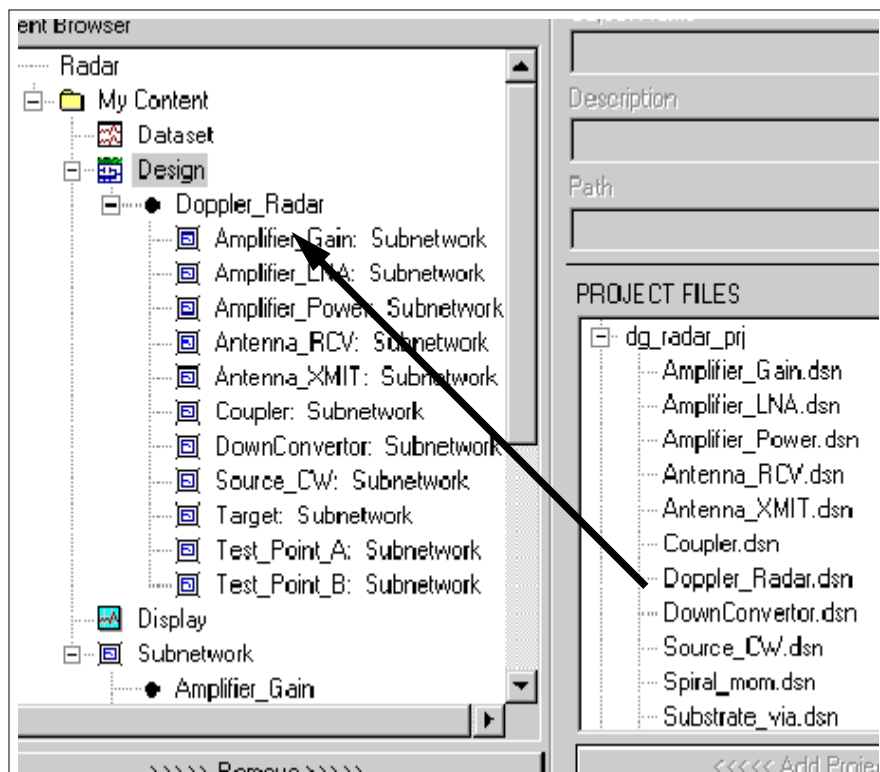 ent Browser
Radar
My Content
Dataset
Design
Doppler_Radar
Amplifier_Gain: Subnetwork
Amplifier_LNA: Subnetwork
Amplifier_Power: Subnetwork
Antenna_RCV: Subnetwork
Antenna_XMIT: Subnetwork
Coupler: Subnetwork
DownConvertor: Subnetwork
Source_CW: Subnetwork
Target: Subnetwork
Test_Point_A: Subnetwork
Test_Point_B: Subnetwork
Display
Subnetwork
Amplifier_Gain
>>>>> Remove >>>>>
Description
Path
PROJECT FILES
dg_radar_prj
Amplifier_Gain.dsn
Amplifier_LNA.dsn
Amplifier_Power.dsn
Antenna_RCV.dsn
Antenna_XMIT.dsn
Coupler.dsn
Doppler_Radar.dsn
DownConvertor.dsn
Source_CW.dsn
Spiral_mom.dsn
Substrate_via.dsn
<<<<< Add Proje